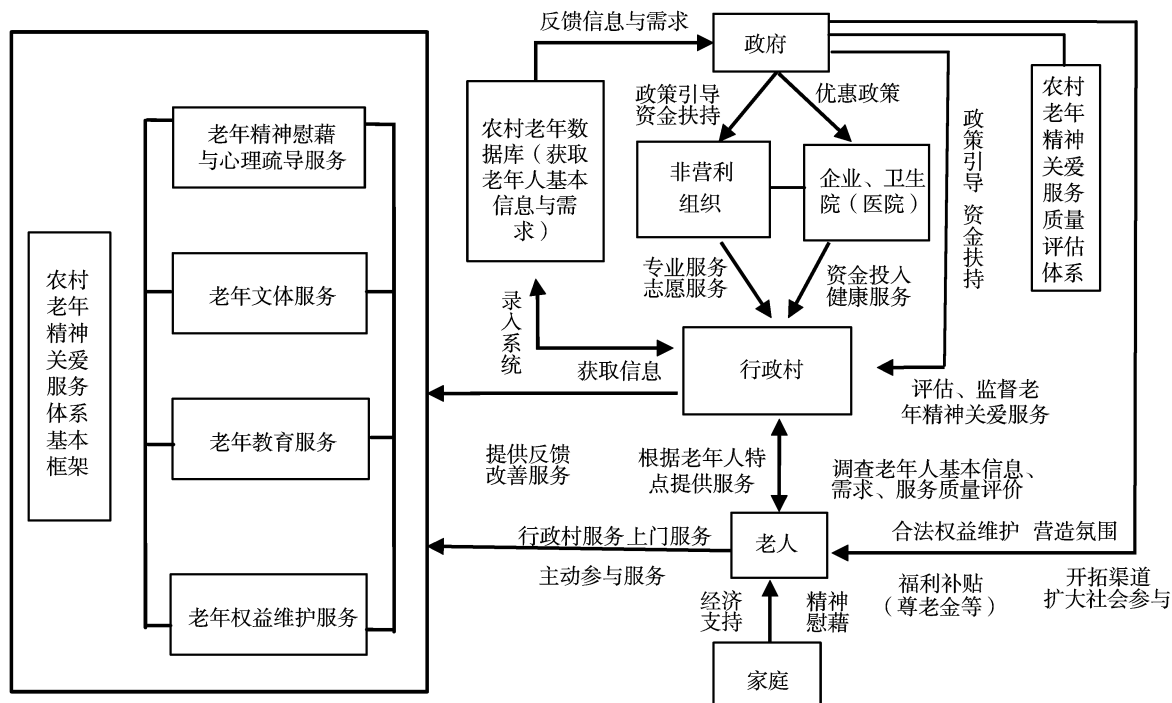 反馈信息与需求
政府
政策引导
资金扶持
优惠政策
农村老年数
据库（获取
老年人基本
信息与需
求）
非营利
组织
企业、卫生
院（医院）
政策引导 资金扶持
农村
老年
精神
关爱
服务
质量
评估
体系
老年精神慰藉
与心理疏导服务
农村
老年
精神
关爱
服务
体系
基本
框架
老年文体服务
老年教育服务
老年权益维护服务
专业服务
志愿服务
资金投入
健康服务
录入系统
获取信息
行政村
评估、监督老
年精神关爱服务
提供反馈
改善服务
根据老年人特
点提供服务
调查老年人基本信息、
需求、服务质量评价
行政村服务上门服务
主动参与服务
老人
合法权益维护 营造氛围
福利补贴
（尊老金等）
开拓渠道
扩大社会参与
经济
支持
精神
慰藉
家庭